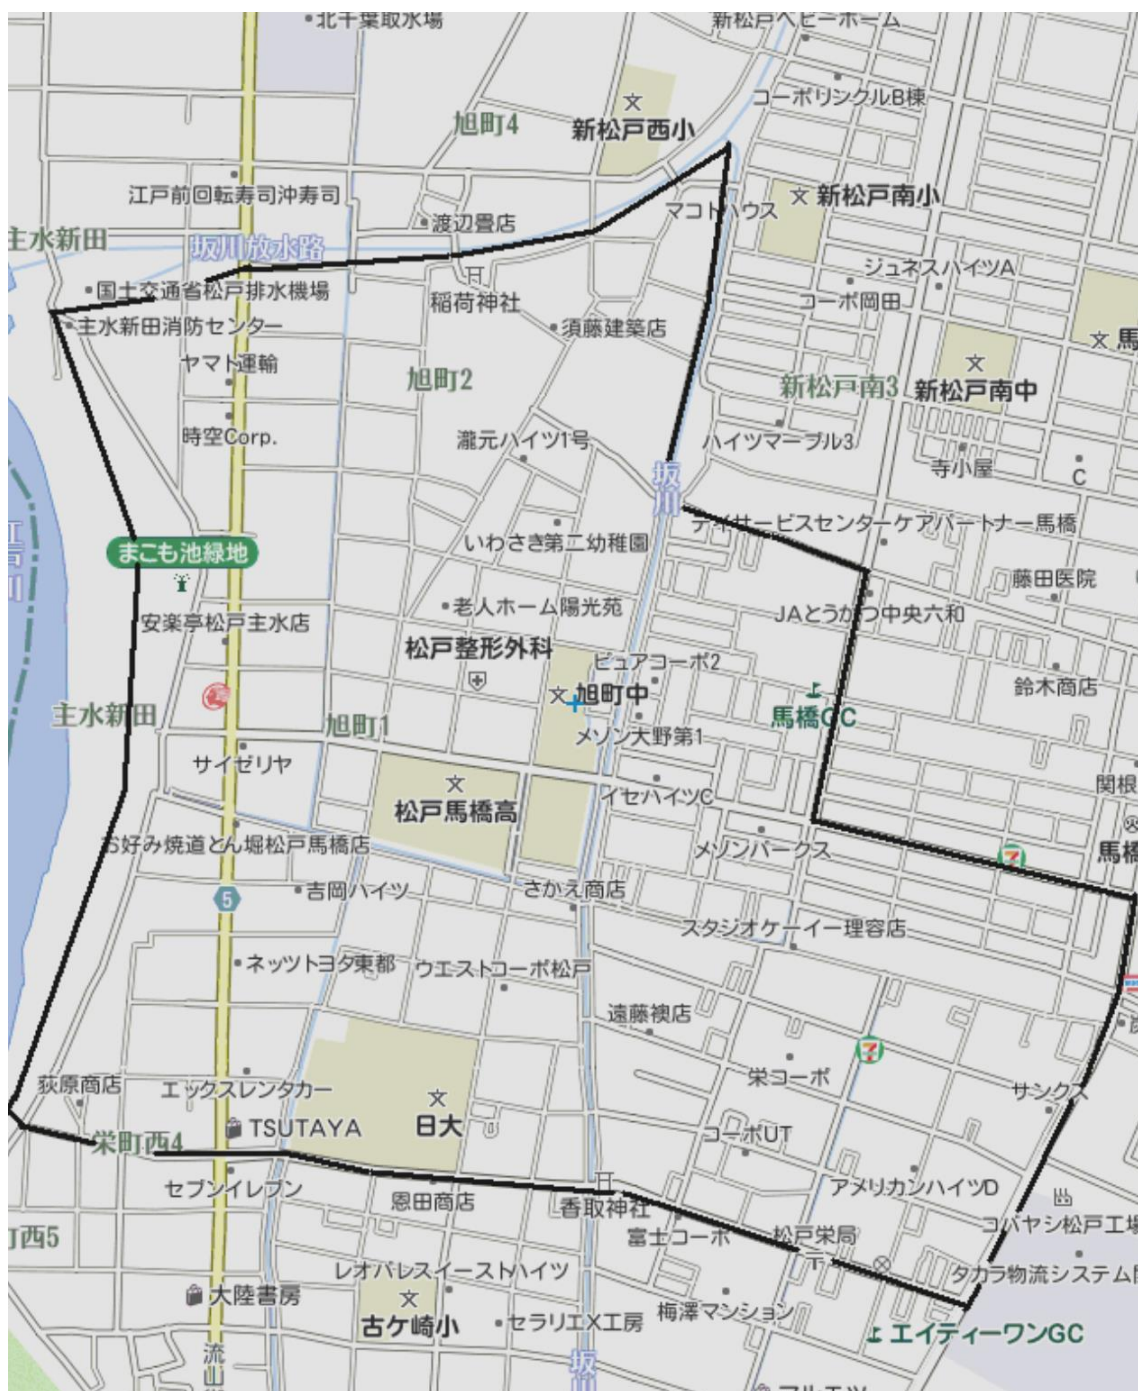 北千葉取水場
新松戸ベビーホーム
コーポリンクルB棟
旭町4
新松戸西小
江戸前回転寿司沖寿司
マコトハウス
新松戸南小
渡辺畳店
主水新田
坂川放水路
ジュネスハイツA
国土交通省松戸排水機場
稲荷神社
コーポ岡田
主水新田消防センター
須藤建築店
馬
ヤマト運輸
旭町2
新松戸南3
新松戸南中
時空Corp.
瀧元ハイツ1号
ハイツマーブル3
寺小屋
C
坂川
デイサービスセンターケアパートナー馬橋
江戸川
まこも池緑地
いわさき第二幼稚園
藤田医院
老人ホーム陽光苑
JAとうかつ中央六和
安楽亭松戸主水店
松戸整形外科
ピュアコーポ2
鈴木商店
旭町中
主水新田
旭町1
馬橋GC
メゾン大野第1
サイゼリヤ
イセハイツC
関根
松戸馬橋高
お好み焼道とん堀松戸馬橋店
メゾンパークス
7
馬橋
吉岡ハイツ
さかえ商店
5
スタジオケーイー理容店
ネッツトヨタ東都
ウエストコーポ松戸
遠藤襖店
7
荻原商店
エックスレンタカー
栄コーポ
サンクス
栄町西4
TSUTAYA
日大
コーポUT
セブンイレブン
恩田商店
香取神社
アメリカンハイツD
町西5
富士コーポ
松戸栄局
コバヤシ松戸工場
レオパレスイーストハイツ
タカラ物流システム
大陸書房
古ケ崎小
セラリエX工房
梅澤マンション
エイティーワンGC
流山
坂川
マルエツ